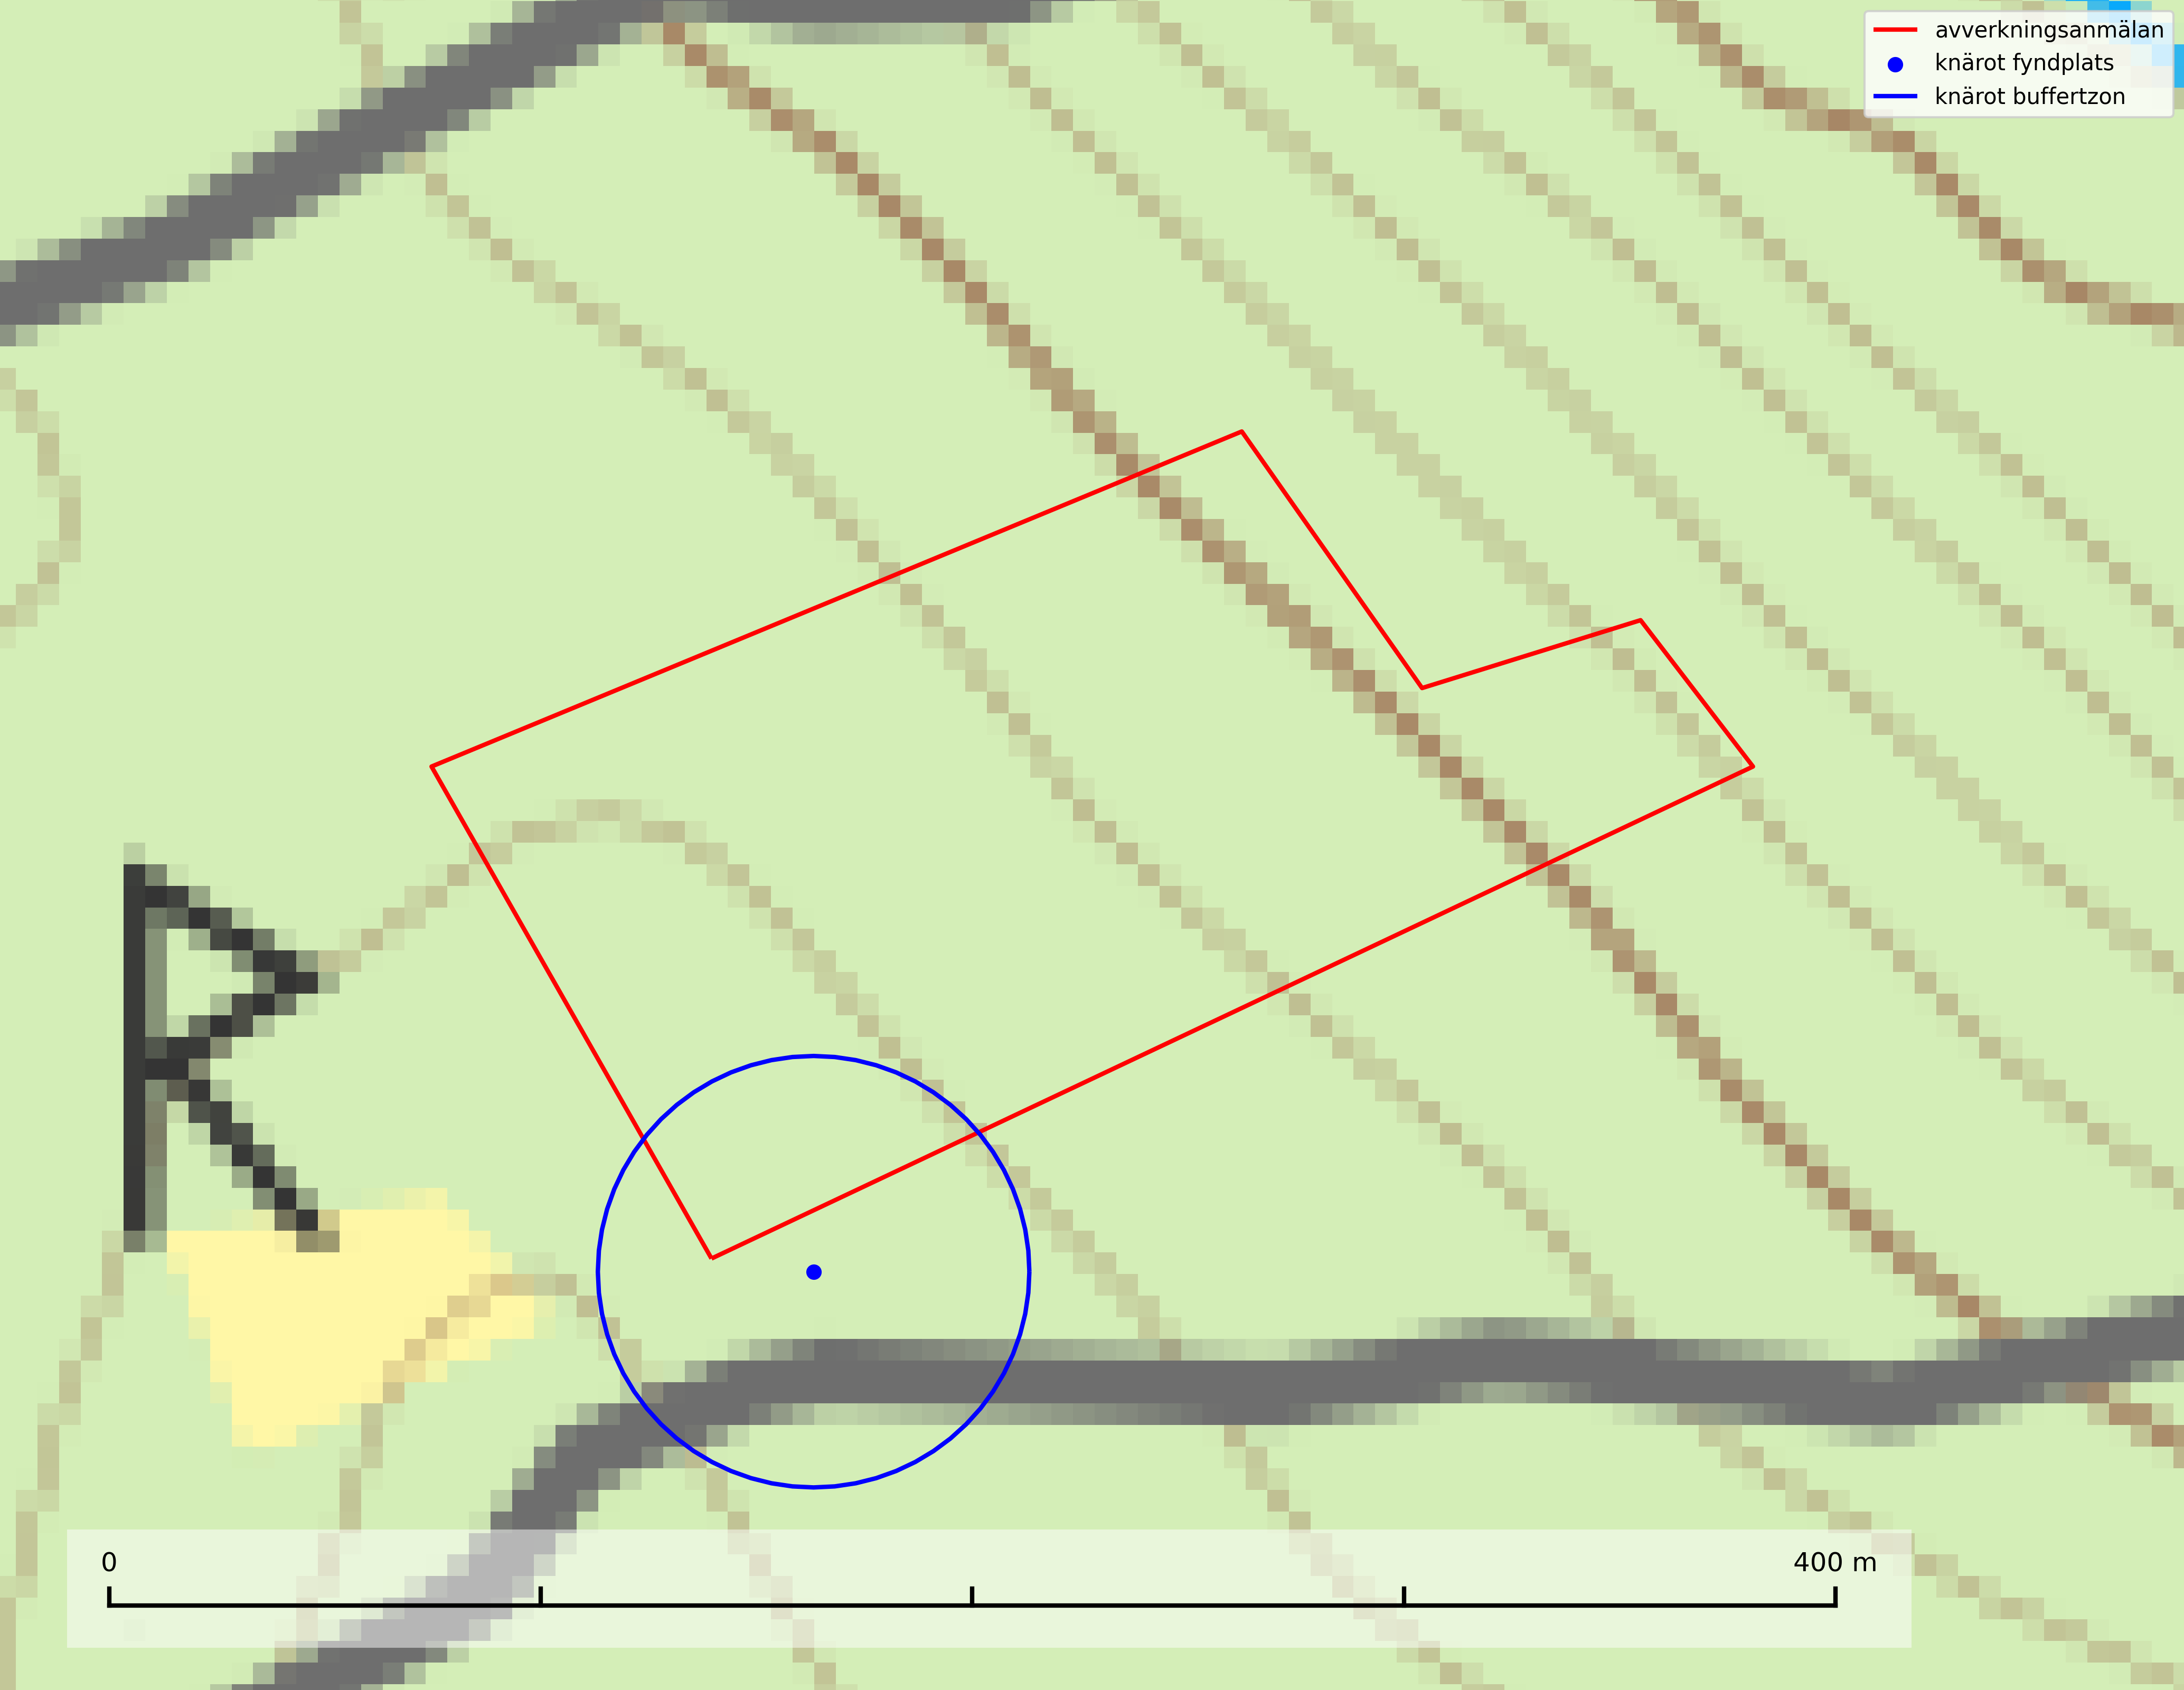 avverkningsanmälan
knärot fyndplats
knärot buffertzon
0
400 m